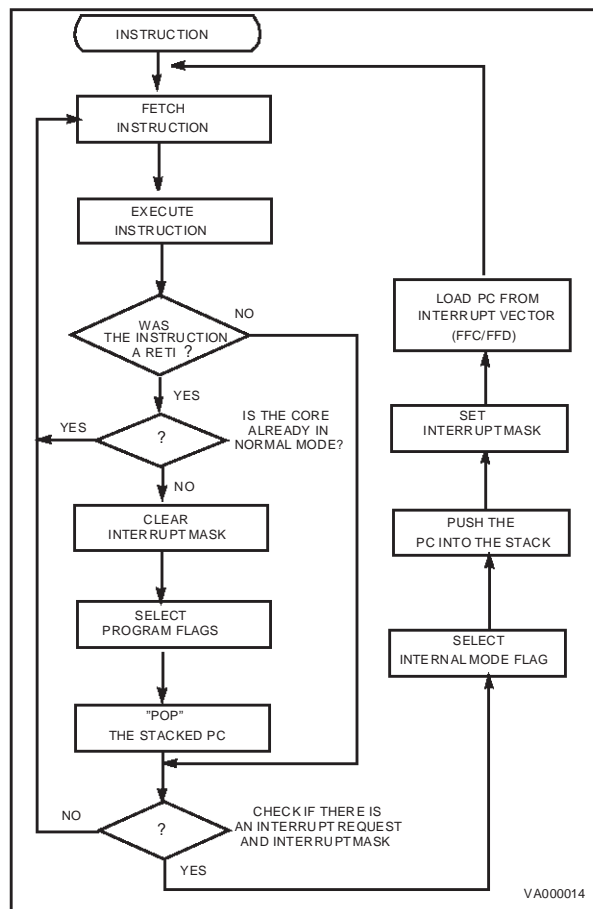 INSTRUCTION
FETCH
INSTRUCTION
EXECUTE
INSTRUCTION
WAS
THE INSTRUCTION
A RETI ?
NO
YES
?
IS THE CORE
ALREADY IN
NORMAL MODE?
YES
NO
CLEAR
INTERRUPT MASK
SELECT
PROGRAM FLAGS
"POP"
THE STACKED PC
?
CHECK IF THERE IS
AN INTERRUPT REQUEST
AND INTERRUPT MASK
NO
YES
SELECT
INTERNAL MODE FLAG
PUSH THE
PC INTO THE STACK
SET
INTERRUPT MASK
LOAD PC FROM
INTERRUPT VECTOR
(FFC/FFD)
VA000014